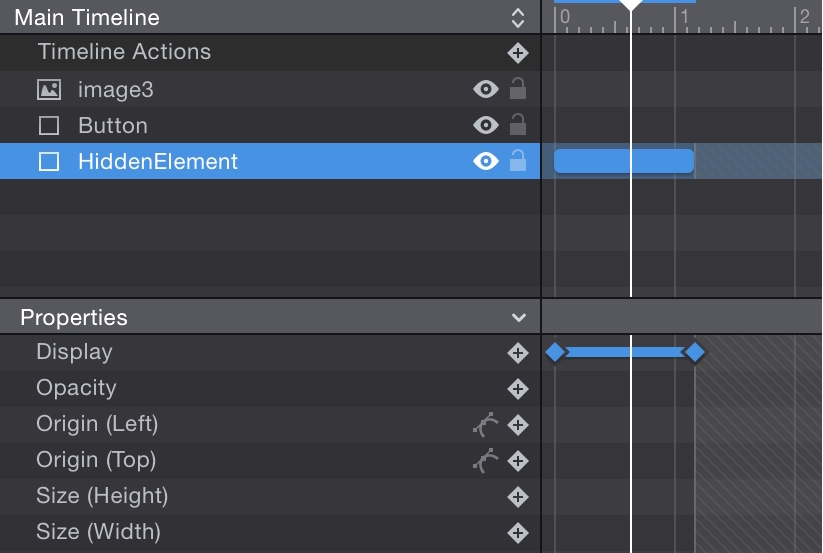 Main Timeline
0 1 2
Timeline Actions
image3
Button
HiddenElement
Properties
Display
Opacity
Origin (Left)
Origin (Top)
Size (Height)
Size (Width)